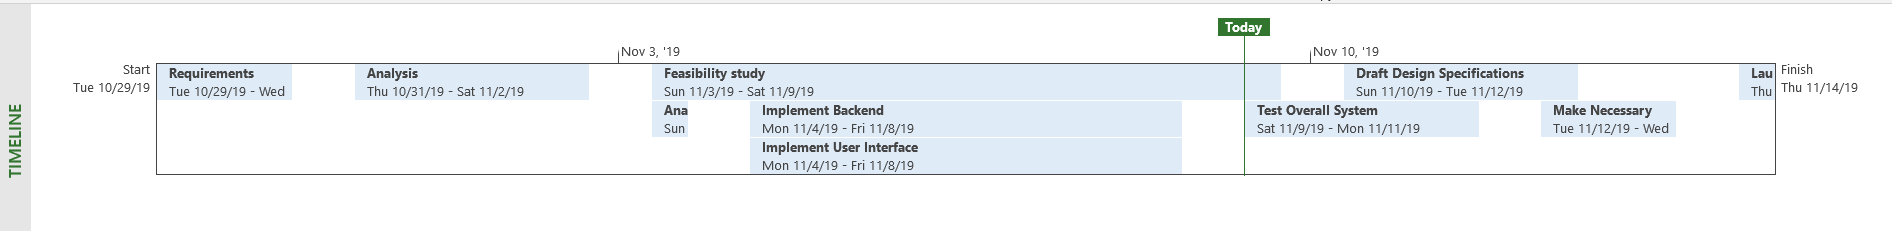 Today
Nov 3, '19
Nov 10, '19
Start
Tue 10/29/19
Requirements
Tue 10/29/19 - Wed
Analysis
Thu 10/31/19 - Sat 11/2/19
Feasibility study
Sun 11/3/19 - Sat 11/9/19
Draft Design Specifications
Sun 11/10/19 - Tue 11/12/19
Lau
Thu
Finish
Thu 11/14/19
Ana
Sun
Implement Backend
Mon 11/4/19 - Fri 11/8/19
Test Overall System
Sat 11/9/19 - Mon 11/11/19
Make Necessary
Tue 11/12/19 - Wed
Implement User Interface
Mon 11/4/19 - Fri 11/8/19
TIMELINE